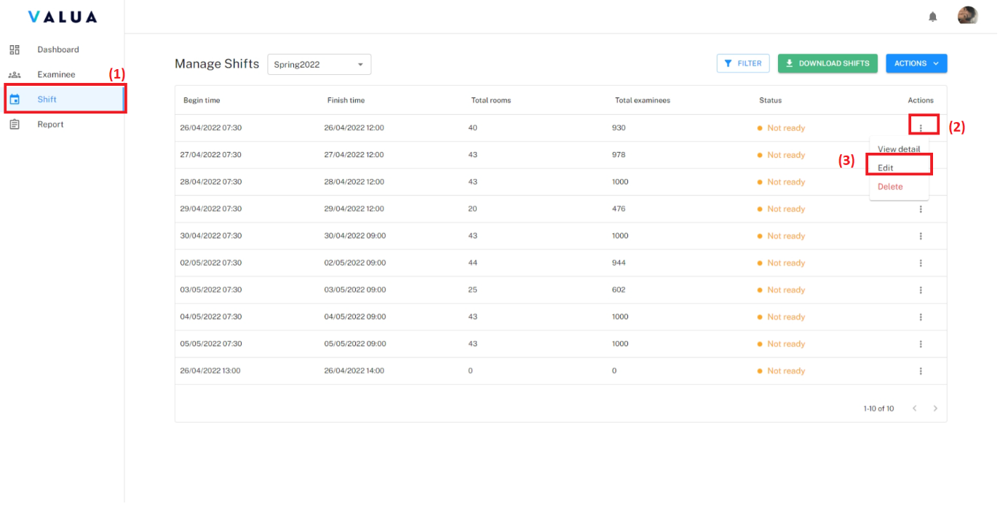 VALUA
Dashboard
Examinee
(1)
Shift
Report
Manage Shifts
Spring2022
FILTER
DOWNLOAD SHIFTS
ACTIONS
Begin time Finish time Total rooms Total examinees Status Actions
26/04/2022 07:30 26/04/2022 12:00 40 930 Not ready
(2)
27/04/2022 07:30 27/04/2022 12:00 43 978 Not ready
28/04/2022 07:30 28/04/2022 12:00 43 1000 Not ready
29/04/2022 07:30 29/04/2022 12:00 20 476 Not ready
30/04/2022 07:30 30/04/2022 09:00 43 1000 Not ready
02/05/2022 07:30 02/05/2022 09:00 44 944 Not ready
03/05/2022 07:30 03/05/2022 09:00 25 602 Not ready
04/05/2022 07:30 04/05/2022 09:00 43 1000 Not ready
05/05/2022 07:30 05/05/2022 09:00 43 1000 Not ready
26/04/2022 13:00 26/04/2022 14:00 0 0 Not ready
View detail
(3)
Edit
Delete
1-10 of 10